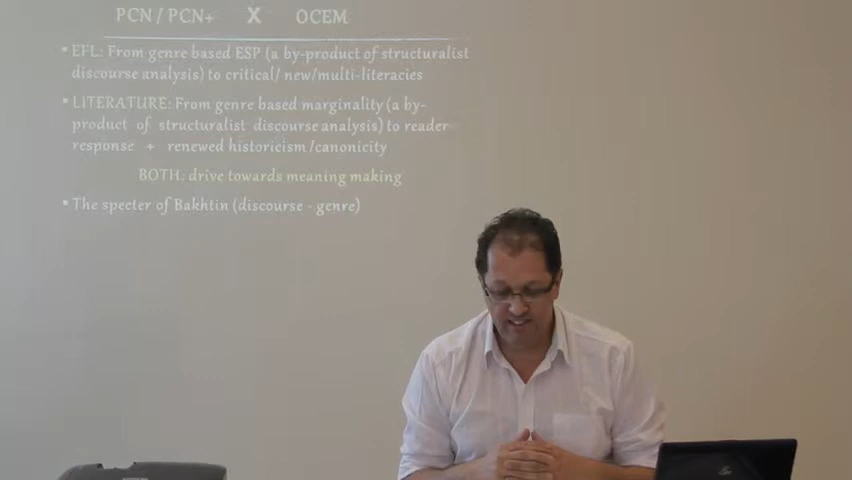 PCN / PCN+ X OCEM
▪ EFL: From genre based ESP (a by-product of structuralist
discourse analysis) to critical/ new/multi-literacies
▪ LITERATURE: From genre based marginality (a by-
product of structuralist discourse analysis) to reader
response + renewed historicism /canonicity
BOTH: drive towards meaning making
▪ The specter of Bakhtin (discourse - genre)